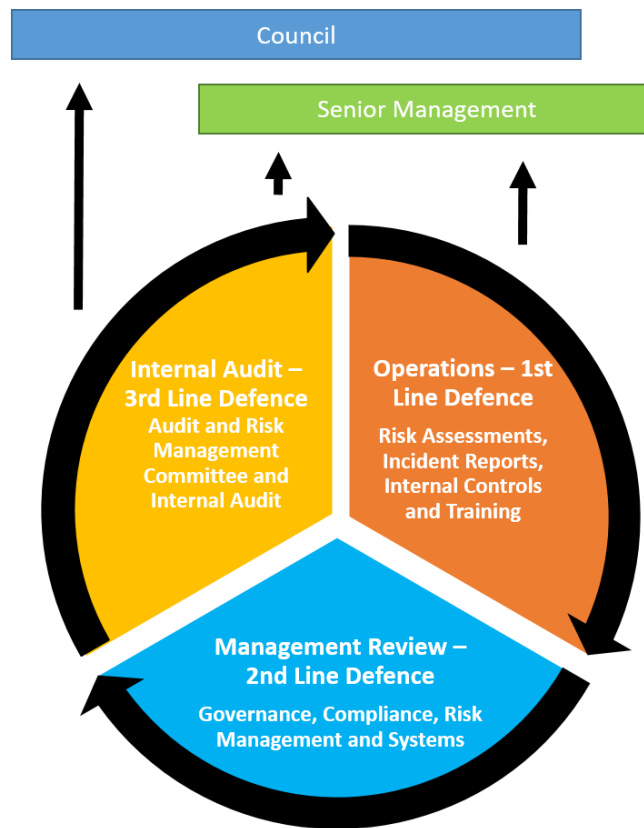 Council
Senior Management
Internal Audit –
3rd Line Defence
Audit and Risk
Management
Committee and
Internal Audit
Operations – 1st
Line Defence
Risk Assessments,
Incident Reports,
Internal Controls
and Training
Management Review –
2nd Line Defence
Governance, Compliance, Risk
Management and Systems